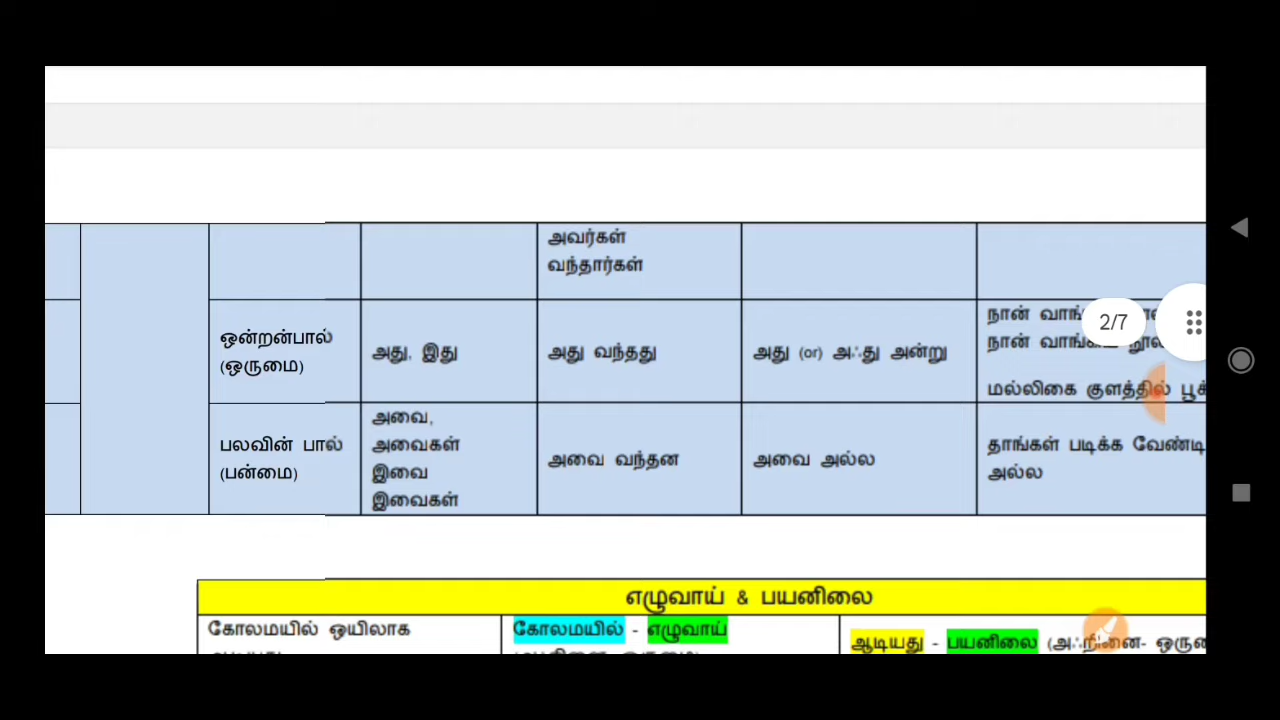 அவர்கள்
வந்தார்கள்
ஒன்றன்பால்
(ஒருமை)
அது, இது
அது வந்தது
அது (or) அஃது அன்று
நான்
நான்
மல்லிகை குளத்தில்
பலவின் பால்
(பன்மை)
அவை,
அவைகள்
இவை
இவைகள்
அவை வந்தன
அவை அல்ல
தாங்கள் படிக்க
அல்ல
2/7
எழுவாய் & பயனிலை
கோலமயில் ஒயிலாக
கோலமயில் - எழுவாய்
ஆடியது - பயனிலை